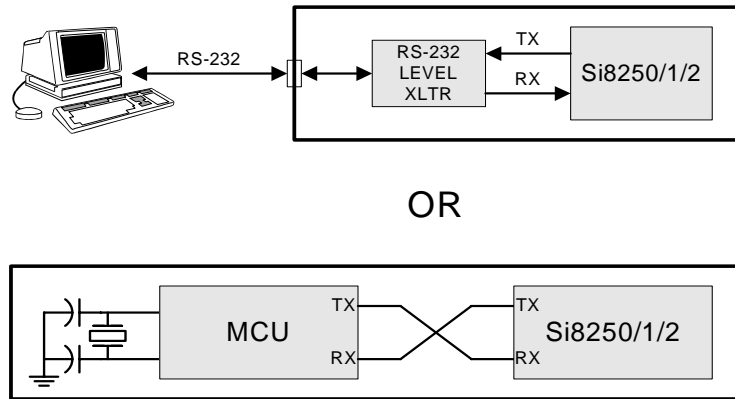 RS-232
RS-232
LEVEL
XLTR
TX
RX
Si8250/1/2
OR
MCU
TX
RX
TX
RX
Si8250/1/2